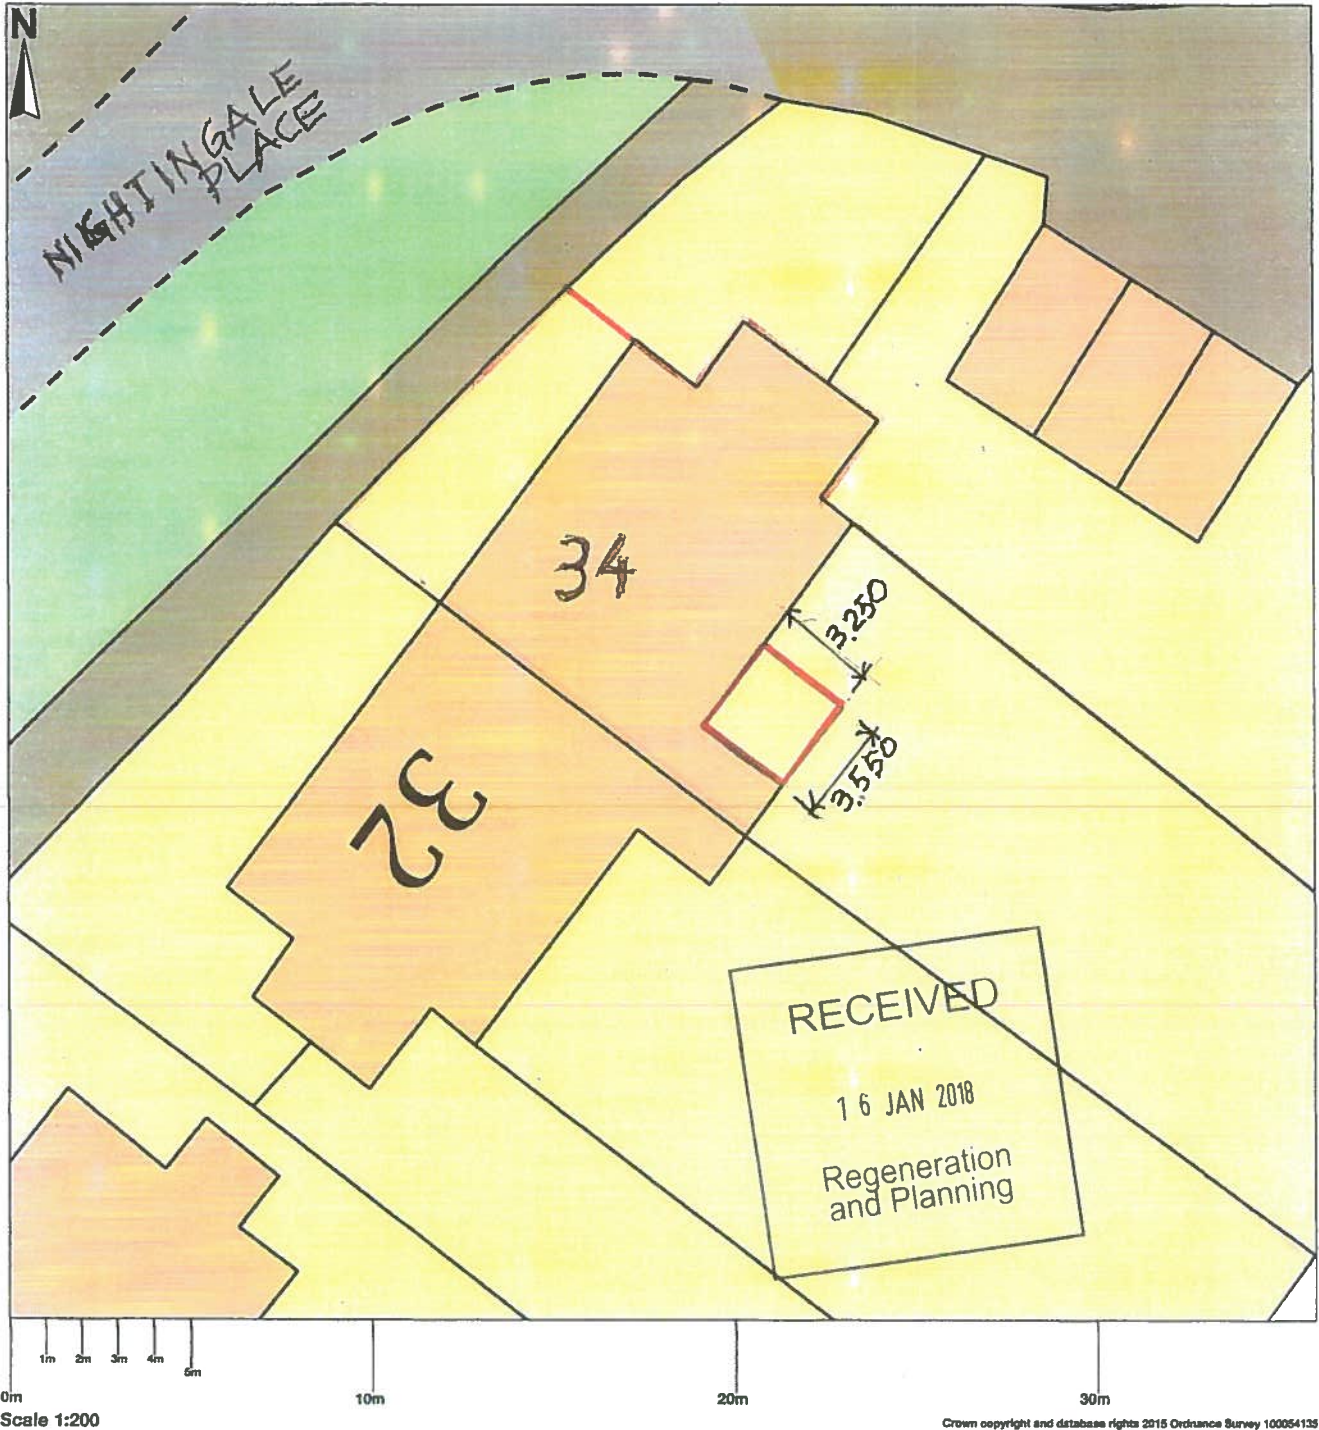 N
NIGHTINGALE
PLACE
34
3.250
3.550
32
RECEIVED
16 JAN 2018
Regeneration
and Planning
1m 2m 3m 4m
5m
0m 10m 20m 30m
Scale 1:200
Crown copyright and database rights 2015 Ordnance Survey 100054135